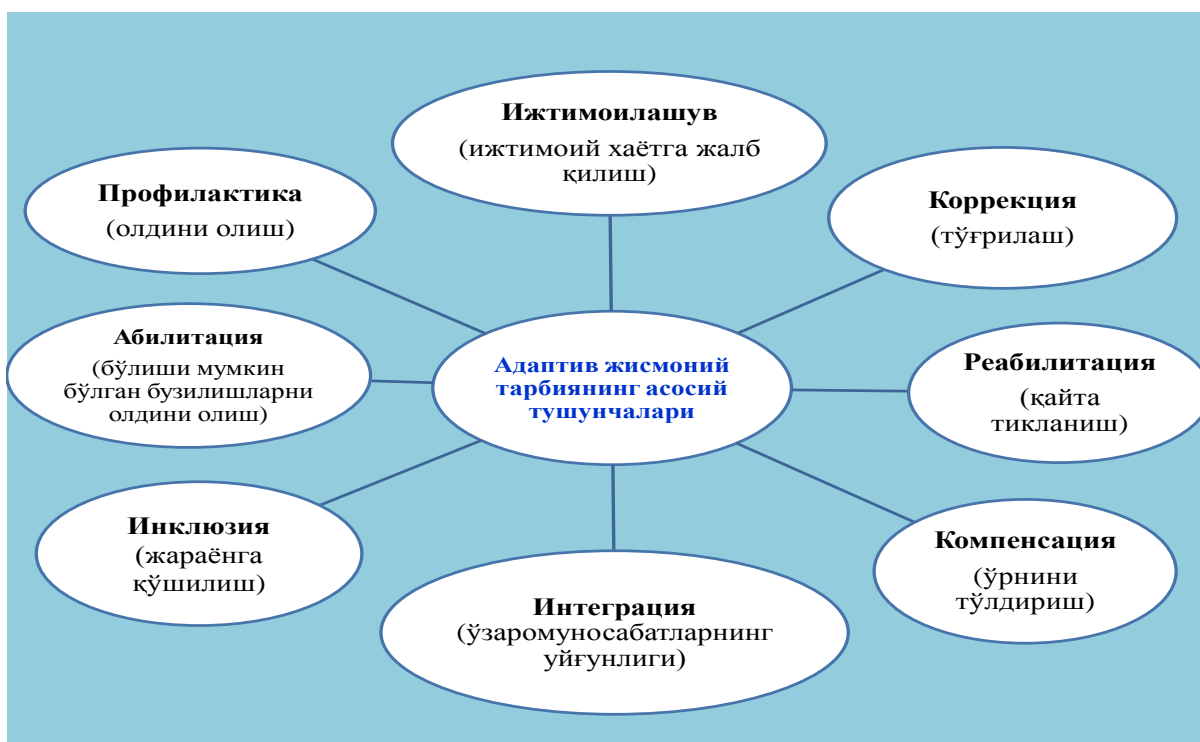 Ижтимоилашув
(ижтимоий хаётга жалб
қилиш)
Профилактика
(олдини олиш)
Коррекция
(тўғрилаш)
Абилитация
(бўлиши мумкин
бўлган бузилишларни
олдини олиш)
Адаптив жисмоний
тарбиянинг асосий
тушунчалари
Реабилитация
(қайта
тикланиш)
Инклюзия
(жараёнга
қўшилиш)
Интеграция
(ўзаромуносабатларнинг
уйғунлиги)
Компенсация
(ўрнини
тўлдириш)